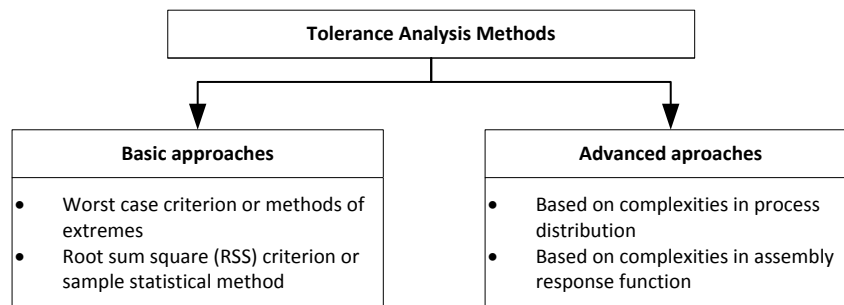 Tolerance Analysis Methods
Basic approaches
• Worst case criterion or methods of
extremes
• Root sum square (RSS) criterion or
sample statistical method
Advanced aproaches
• Based on complexities in process
distribution
• Based on complexities in assembly
response function